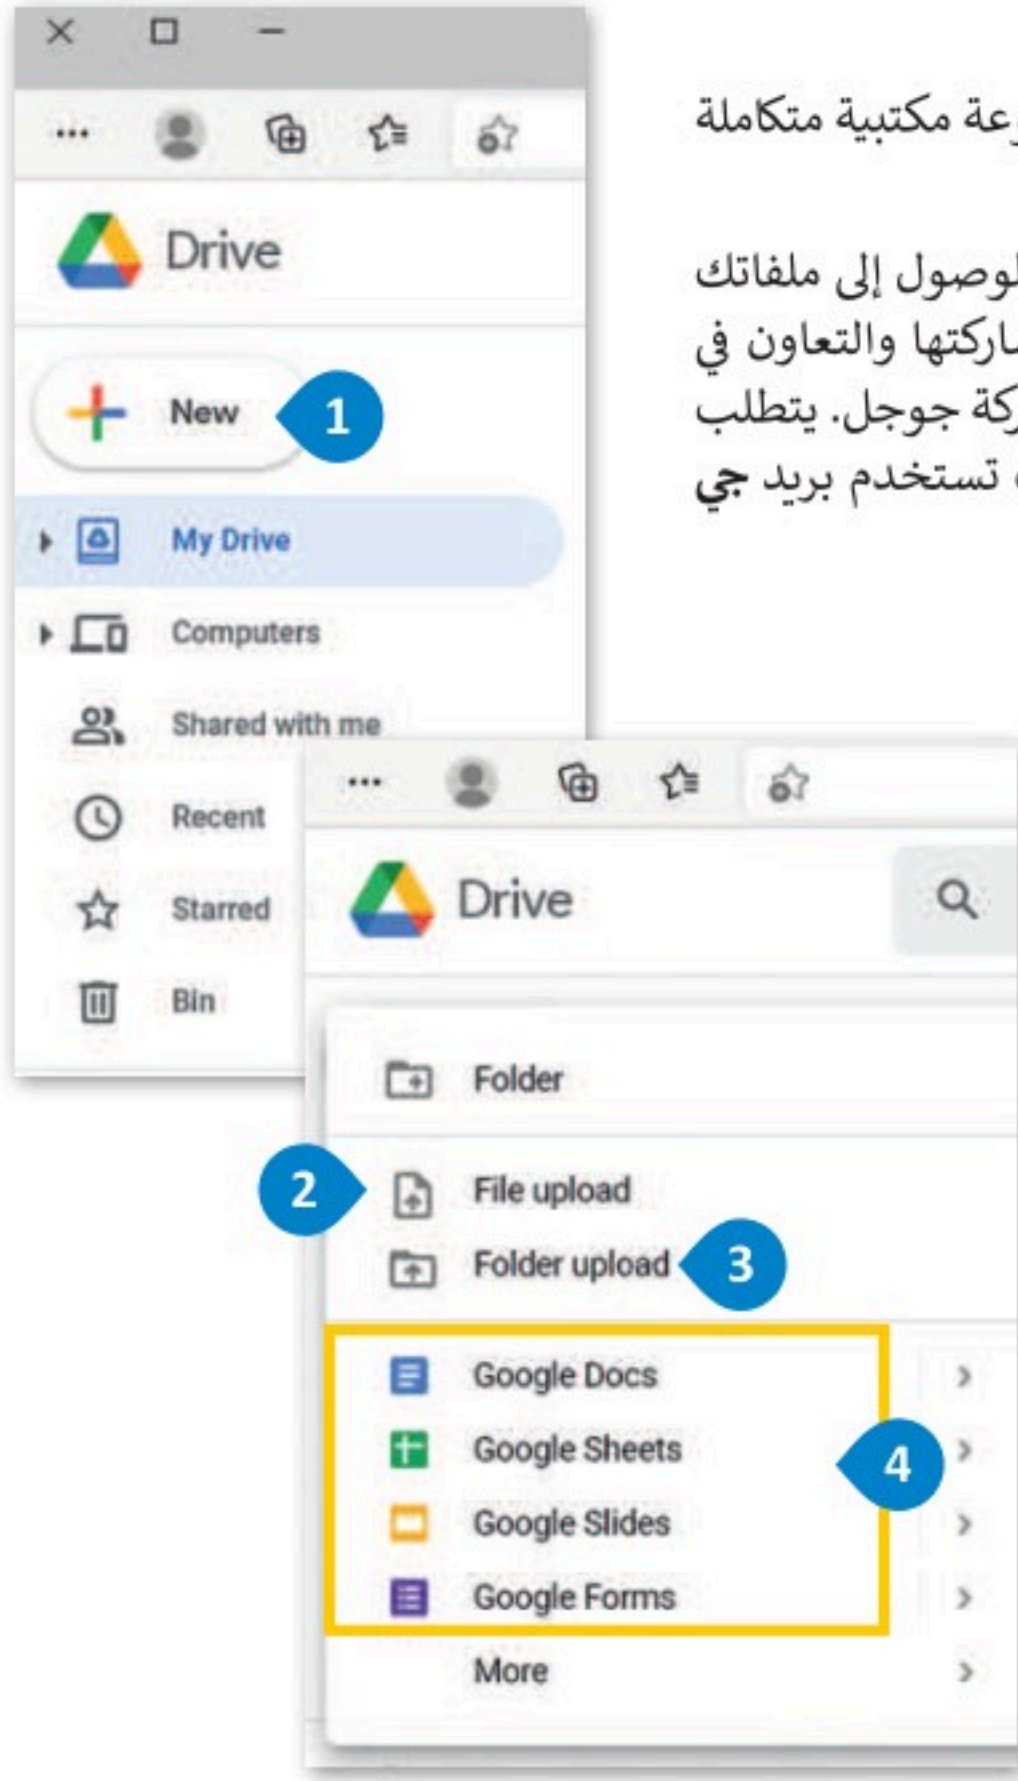 وعة مكتبية متكاملة
لوصول إلى ملفاتك
ماركتها والتعاون في
ركة جوجل. يتطلب
تستخدم بريد جي
Drive
New
1
My Drive
Computers
Shared with me
Recent
Starred
Bin
Drive
Folder
2
File upload
Folder upload
3
Google Docs
Google Sheets
4
Google Slides
Google Forms
More